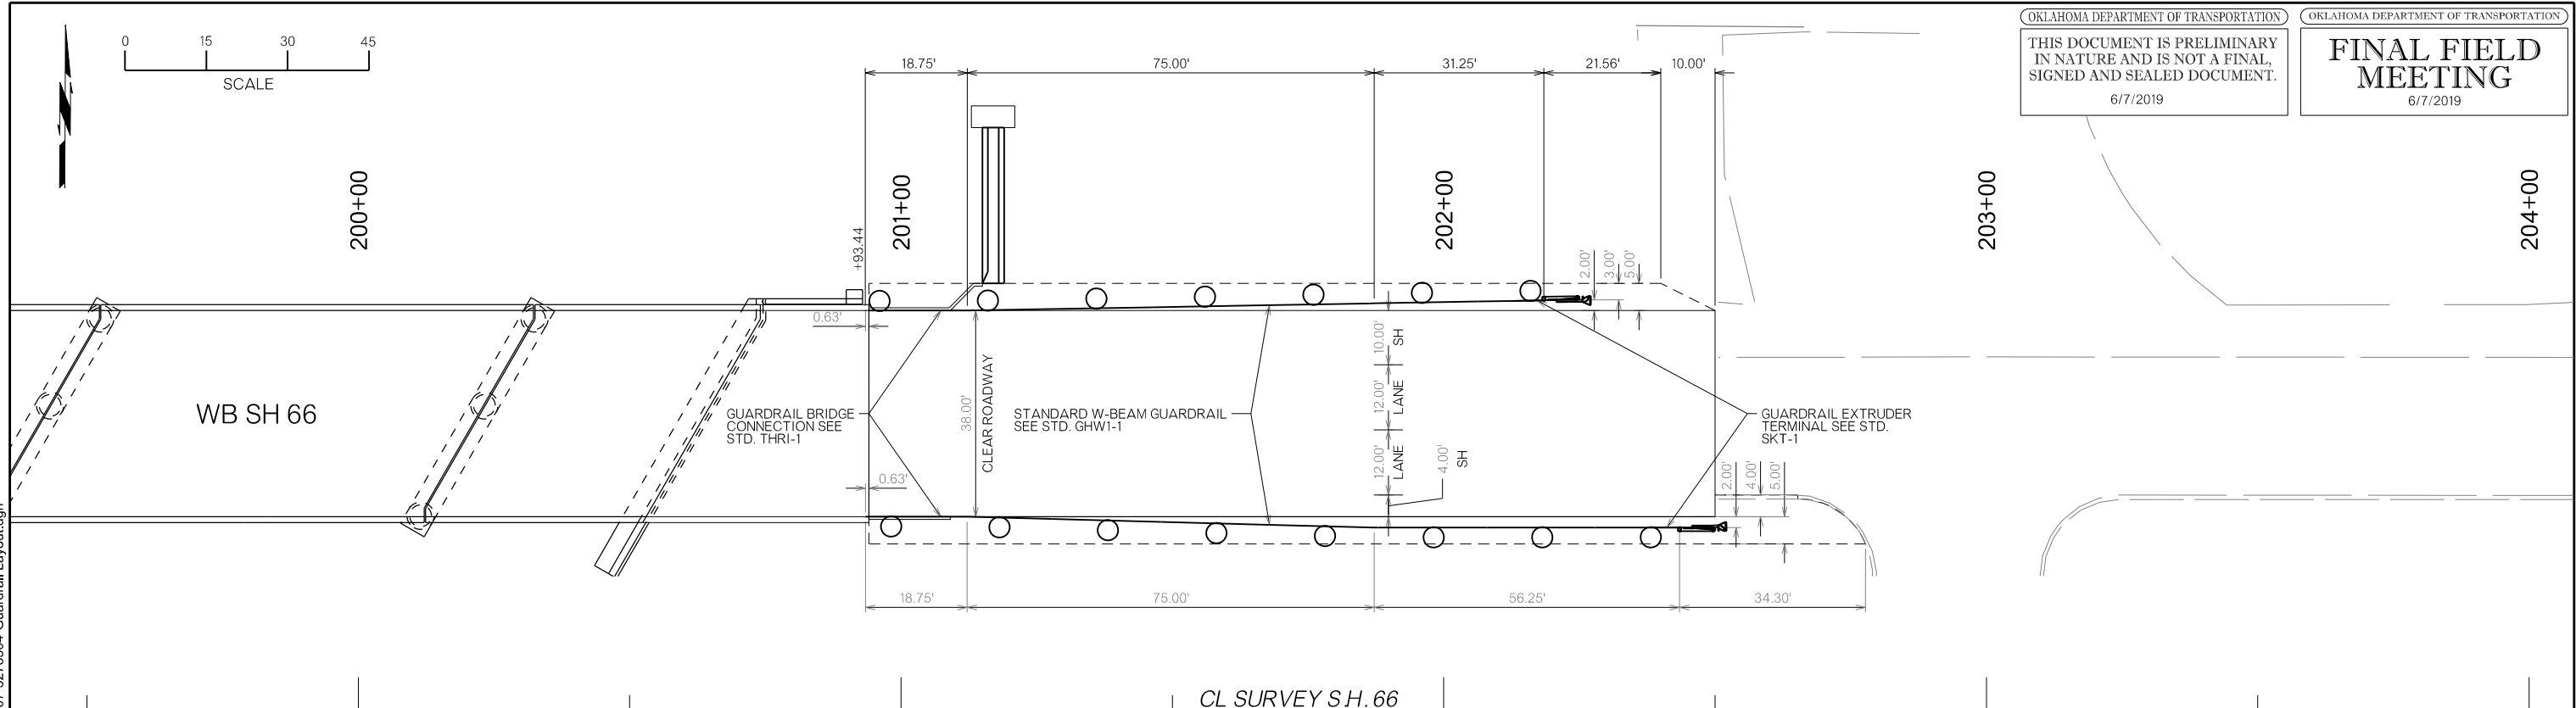 0 15 30 45
SCALE
18.75' 75.00' 31.25' 21.56' 10.00'
OKLAHOMA DEPARTMENT OF TRANSPORTATION
THIS DOCUMENT IS PRELIMINARY
IN NATURE AND IS NOT A FINAL,
SIGNED AND SEALED DOCUMENT.
6/7/2019
OKLAHOMA DEPARTMENT OF TRANSPORTATION
FINAL FIELD
MEETING
6/7/2019
200+00
+93.44
201+00
202+00
203+00
204+00
2.00'
3.00'
5.00'
0.63'
WB SH 66
GUARDRAIL BRIDGE
CONNECTION SEE
STD. THRI-1
38.00'
CLEAR ROADWAY
STANDARD W-BEAM GUARDRAIL
SEE STD. GHW1-1
10.00'
SH
12.00'
LANE
12.00'
LANE
4.00'
SH
GUARDRAIL EXTRUDER
TERMINAL SEE STD.
SKT-1
0.63'
2.00'
4.00'
5.00'
18.75' 75.00' 56.25' 34.30'
CL SURVEY S.H. 66